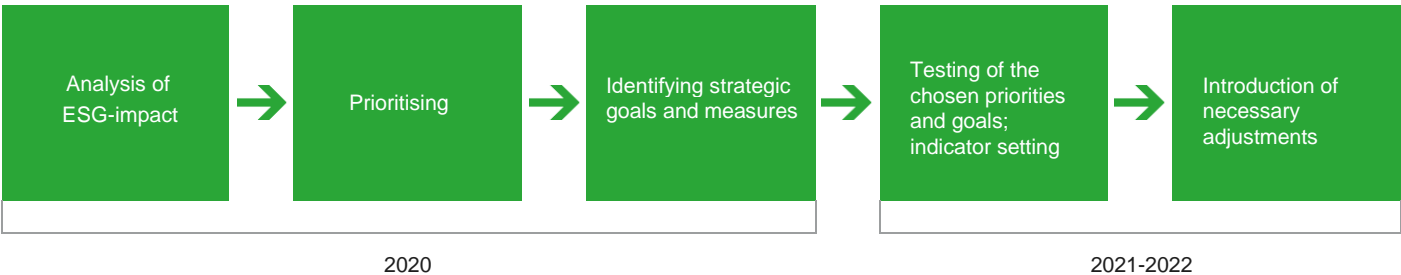 Analysis of
ESG-impact
Prioritising
Identifying strategic
goals and measures
Testing of the
chosen priorities
and goals;
indicator setting
Introduction of
necessary
adjustments
2020
2021-2022